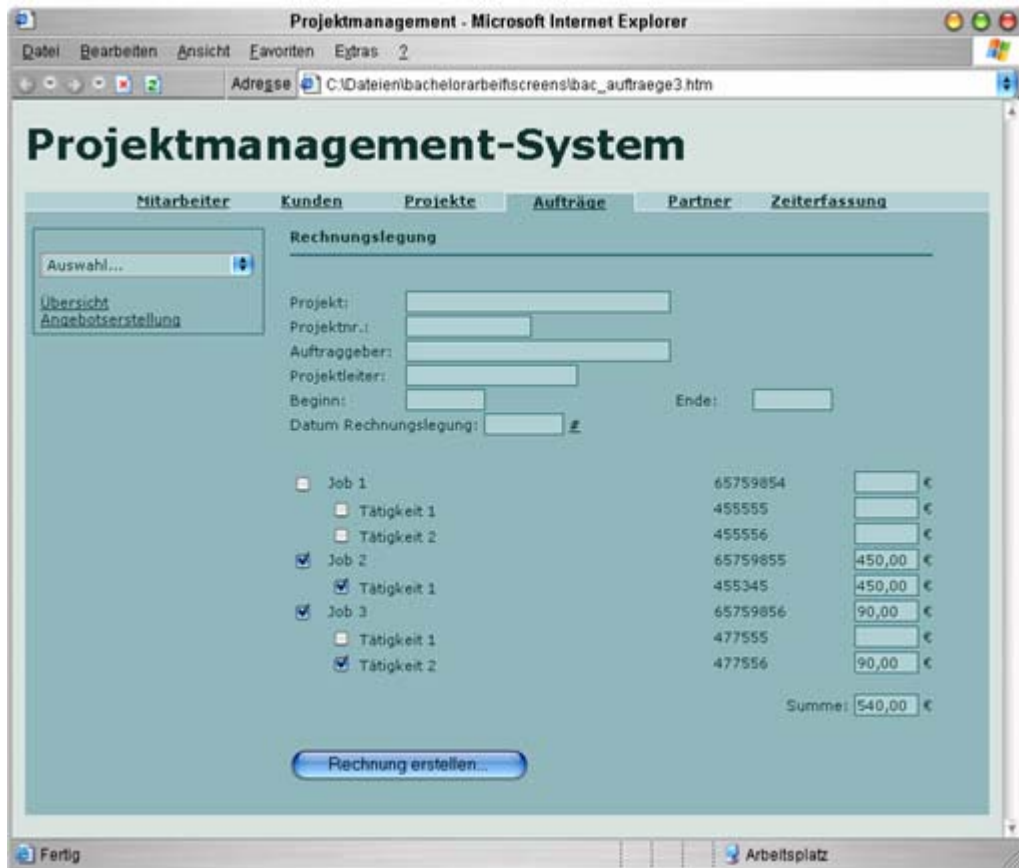 Projektmanagement - Microsoft Internet Explorer
Datei Bearbeiten Ansicht Favoriten Extras ?
Adresse C:\Dateien\bachelorarbeit\screens\bac_auftraege3.htm
Projektmanagement-System
Mitarbeiter Kunden Projekte Aufträge Partner Zeiterfassung
Rechnungslegung
Auswahl...
Übersicht
Angebotserstellung
Projekt:
Projektnr.:
Auftraggeber:
Projektleiter:
Beginn: Ende:
Datum Rechnungslegung: #
Job 1 65759854 €
Tätigkeit 1 455555 €
Tätigkeit 2 455556 €
Job 2 65759855 450,00 €
Tätigkeit 1 455345 450,00 €
Job 3 65759856 90,00 €
Tätigkeit 1 477555 €
Tätigkeit 2 477556 90,00 €
Summe: 540,00 €
Rechnung erstellen...
Fertig Arbeitsplatz